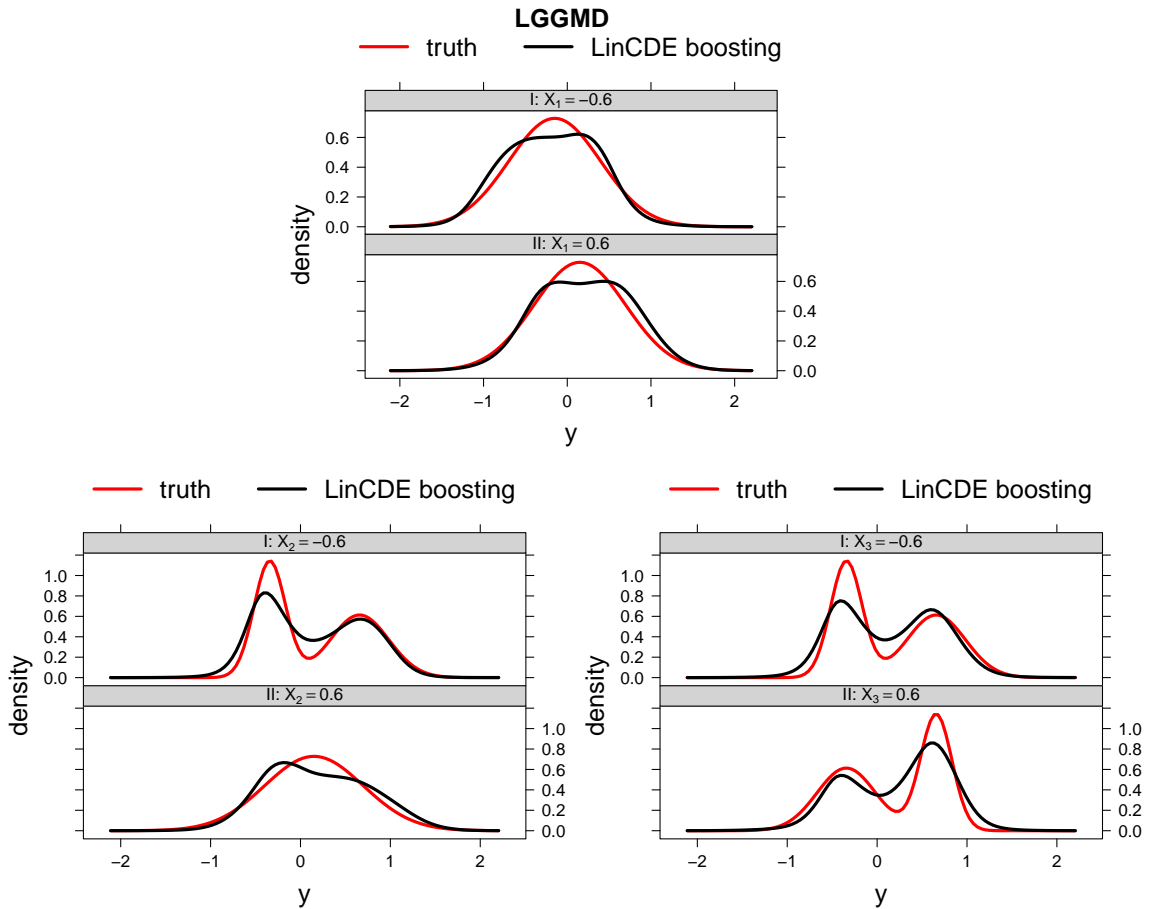 LGGMD
truth LinCDE boosting
I: X₁ = −0.6
0.6
0.4
0.2
0.0
density
II: X₁ = 0.6
0.6
0.4
0.2
0.0
−2 −1 0 1 2
y
truth LinCDE boosting
I: X₂ = −0.6
1.0
0.8
0.6
0.4
0.2
0.0
density
II: X₂ = 0.6
1.0
0.8
0.6
0.4
0.2
0.0
−2 −1 0 1 2
y
truth LinCDE boosting
I: X₃ = −0.6
1.0
0.8
0.6
0.4
0.2
0.0
density
II: X₃ = 0.6
1.0
0.8
0.6
0.4
0.2
0.0
−2 −1 0 1 2
y